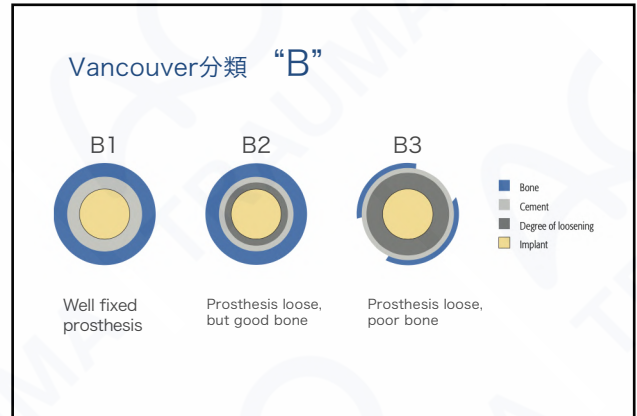 Vancouver分類 “B”
B1 B2 B3
Bone
Cement
Degree of loosening
Implant
Well fixed
prosthesis
Prosthesis loose,
but good bone
Prosthesis loose,
poor bone